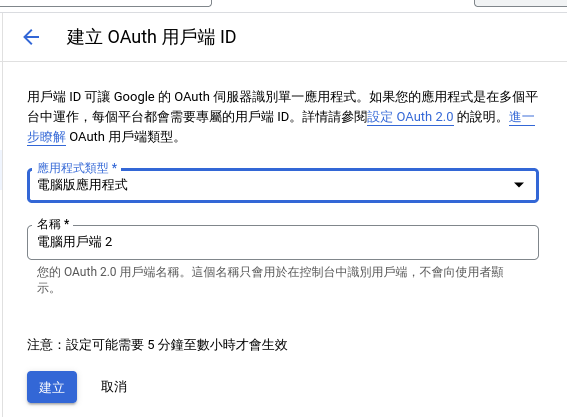 建立 OAuth 用戶端 ID
用戶端 ID 可讓 Google 的 OAuth 伺服器識別單一應用程式。如果您的應用程式是在多個平
台中運作，每個平台都會需要專屬的用戶端 ID。詳情請參閱設定 OAuth 2.0 的說明。進一
步瞭解 OAuth 用戶端類型。
應用程式類型 *
電腦版應用程式
名稱 *
電腦用戶端 2
您的 OAuth 2.0 用戶端名稱。這個名稱只會用於在控制台中識別用戶端，不會向使用者顯
示。
注意：設定可能需要 5 分鐘至數小時才會生效
建立 取消